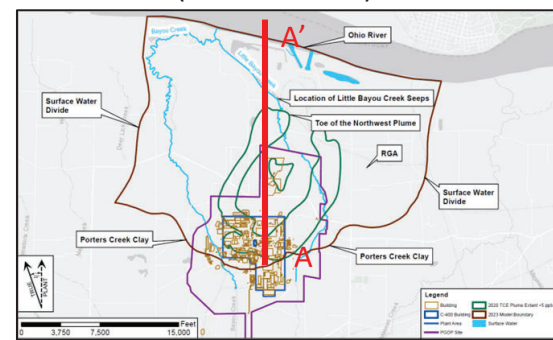 A'
Bayou Creek
Ohio River
Little Bayou Creek
Surface Water
Divide
Location of Little Bayou Creek Seeps
Toe of the Northwest Plume
RGA
Surface Water
Divide
Porters Creek Clay
A
Porters Creek Clay
Bayou Creek
Legend
Building
C-400 Building
Plant Area
PGDP Site
2020 TCE Plume Extent >5 ppb
2023 Model Boundary
Surface Water
Feet
0 3,750 7,500 15,000
0